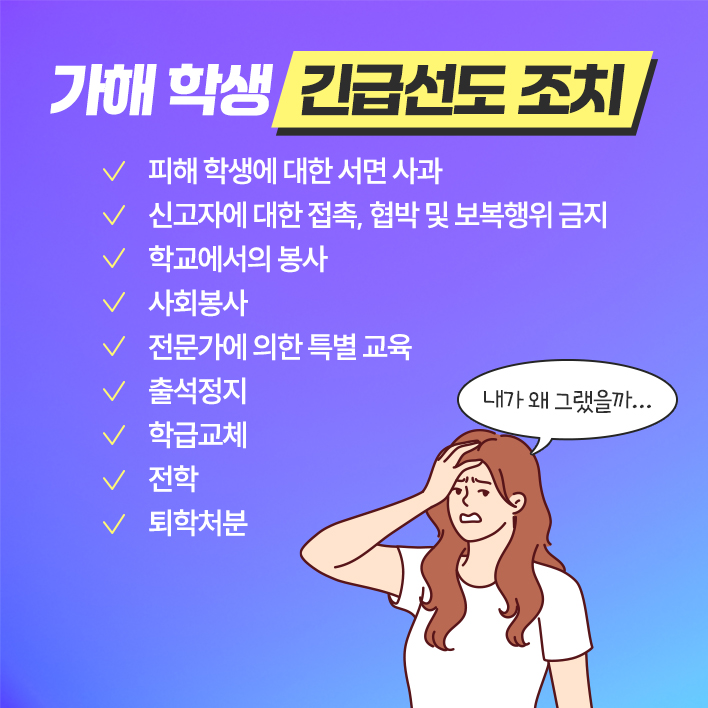 가해 학생 긴급선도 조치
피해 학생에 대한 서면 사과
신고자에 대한 접촉, 협박 및 보복행위 금지
학교에서의 봉사
사회봉사
전문가에 의한 특별 교육
출석정지
학급교체
전학
퇴학처분
내가 왜 그랬을까...